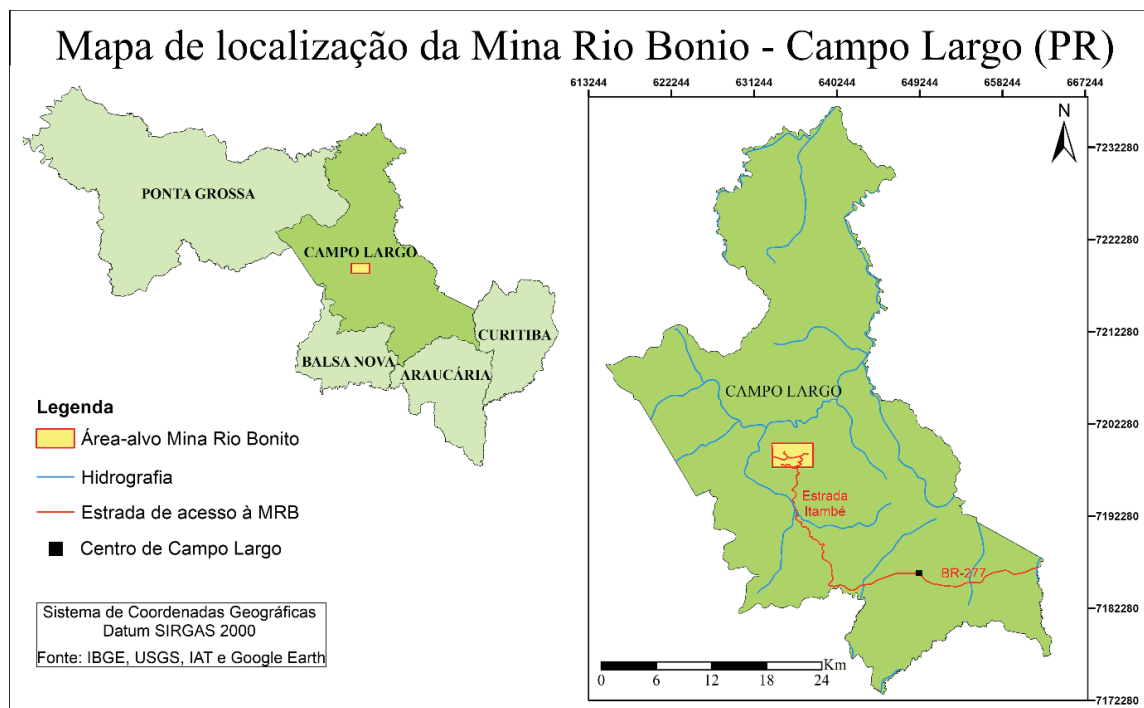 Mapa de localização da Mina Rio Bonio - Campo Largo (PR)
PONTA GROSSA
CAMPO LARGO
CURITIBA
BALSA NOVA
ARAUCÁRIA
Legenda
Área-alvo Mina Rio Bonito
Hidrografia
Estrada de acesso à MRB
Centro de Campo Largo
Sistema de Coordenadas Geográficas
Datum SIRGAS 2000
Fonte: IBGE, USGS, IAT e Google Earth
613244 622244 631244 640244 649244 658244 667244
N
7232280
7222280
7212280
7202280
7192280
7182280
7172280
CAMPO LARGO
Estrada
Itambé
BR-277
Km
0 6 12 18 24